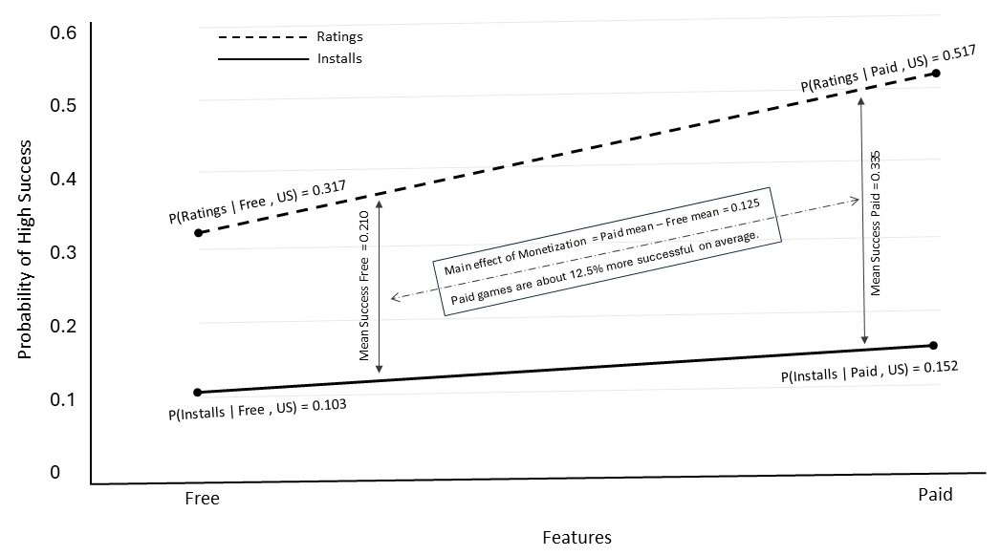 0.6
0.5
0.4
0.3
0.2
0.1
0
Probability of High Success
Ratings
Installs
P(Ratings | Free , US) = 0.317
P(Ratings | Paid , US) = 0.517
Mean Success Free = 0.210
Main effect of Monetization = Paid mean – Free mean = 0.125
Paid games are about 12.5% more successful on average.
Mean Success Paid = 0.335
P(Installs | Free , US) = 0.103
P(Installs | Paid , US) = 0.152
Free
Paid
Features